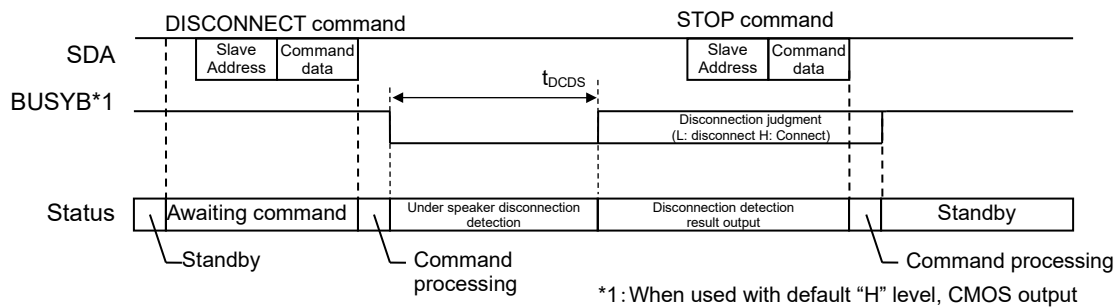 DISCONNECT command
STOP command
SDA
Slave Address
Command data
Slave Address
Command data
tDCDS
BUSYB*1
Disconnection judgment
(L: disconnect H: Connect)
Status
Awaiting command
Under speaker disconnection
detection
Disconnection detection
result output
Standby
Standby
Command
processing
Command processing
*1:When used with default “H” level, CMOS output